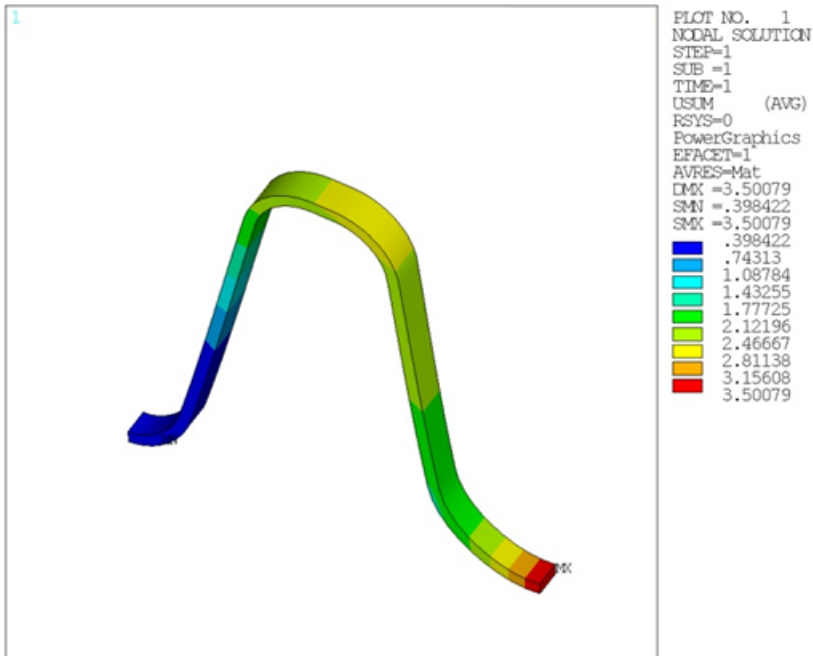 1
PLOT NO. 1
NODAL SOLUTION
STEP=1
SUB =1
TIME=1
USUM (AVG)
RSYS=0
PowerGraphics
EFACET=1
AVRES=Mat
DMX =3.50079
SMN =.398422
SMX =3.50079
.398422
.74313
1.08784
1.43255
1.77725
2.12196
2.46667
2.81138
3.15608
3.50079
MX